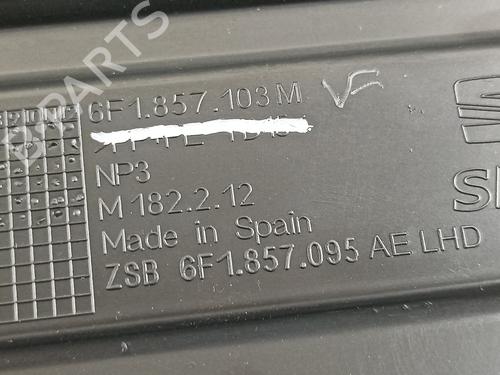 6F1.857.103 M
NP3
M 182.2.12
Made in Spain
ZSB 6F1.857.095 AE LHD